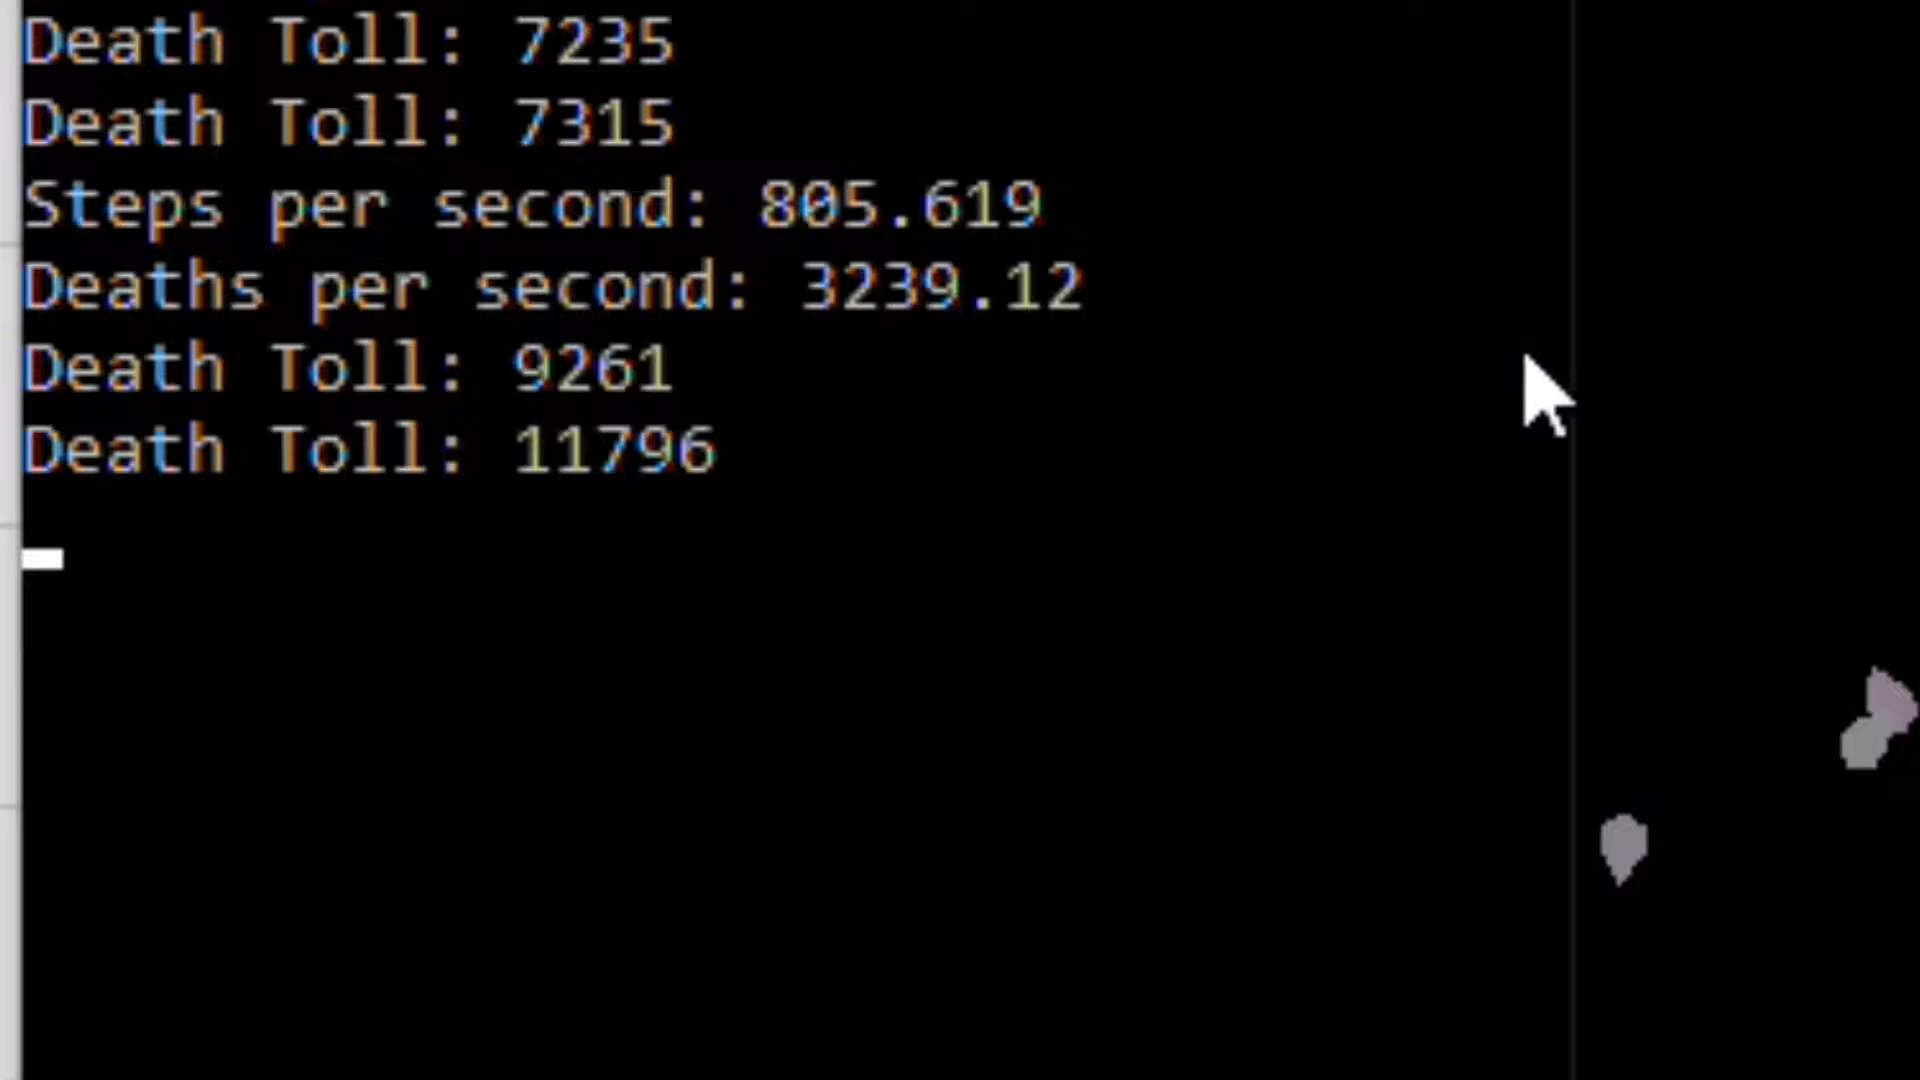 Death Toll: 7235
Death Toll: 7315
Steps per second: 805.619
Deaths per second: 3239.12
Death Toll: 9261
Death Toll: 11796